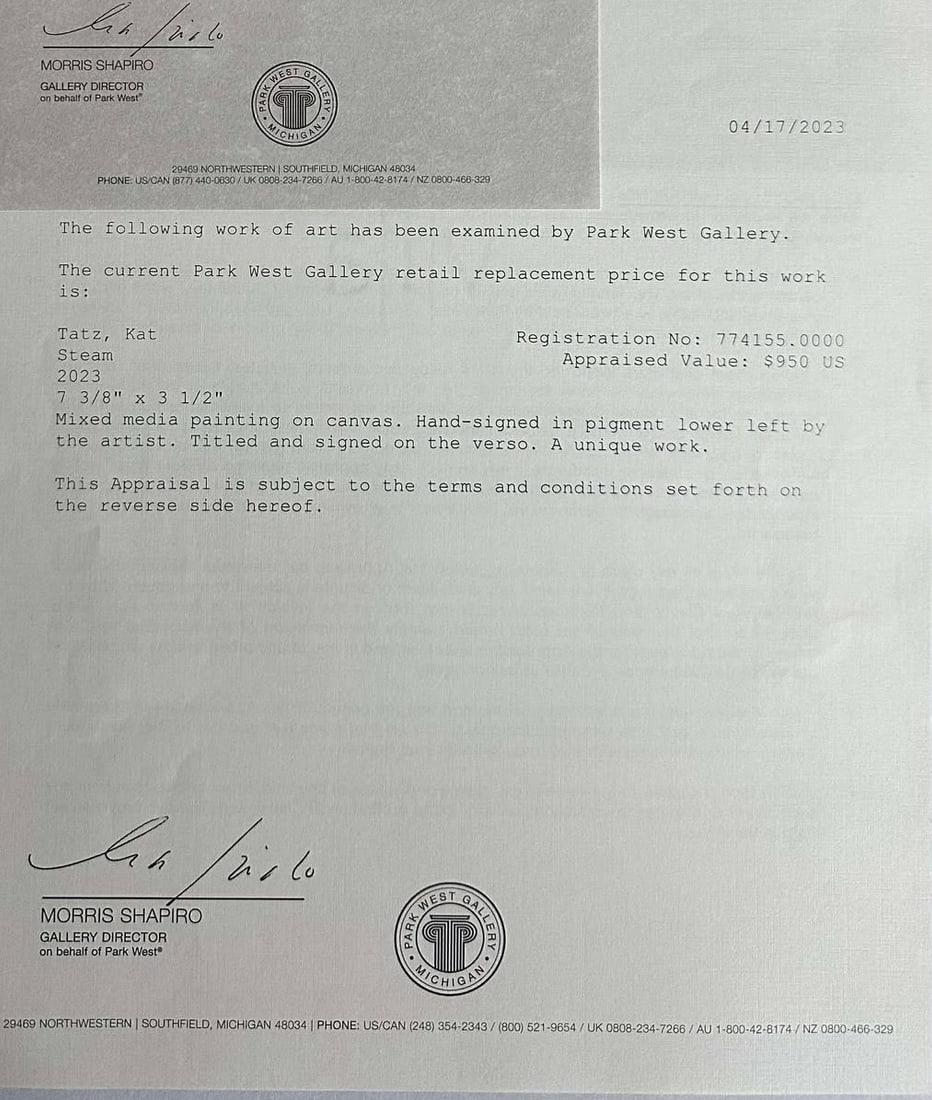 MORRIS SHAPIRO
GALLERY DIRECTOR
on behalf of Park West®
PARK WEST GALLERY • MICHIGAN •
29469 NORTHWESTERN | SOUTHFIELD, MICHIGAN 48034
PHONE: US/CAN (877) 440-0630 / UK 0808-234-7266 / AU 1-800-42-8174 / NZ 0800-466-329
04/17/2023
The following work of art has been examined by Park West Gallery.
The current Park West Gallery retail replacement price for this work
is:
Tatz, Kat
Registration No: 774155.0000
Steam
Appraised Value: $950 US
2023
7 3/8" x 3 1/2"
Mixed media painting on canvas. Hand-signed in pigment lower left by
the artist. Titled and signed on the verso. A unique work.
This Appraisal is subject to the terms and conditions set forth on
the reverse side hereof.
MORRIS SHAPIRO
GALLERY DIRECTOR
on behalf of Park West®
PARK WEST GALLERY • MICHIGAN •
29469 NORTHWESTERN | SOUTHFIELD, MICHIGAN 48034 | PHONE: US/CAN (248) 354-2343 / (800) 521-9654 / UK 0808-234-7266 / AU 1-800-42-8174 / NZ 0800-466-329